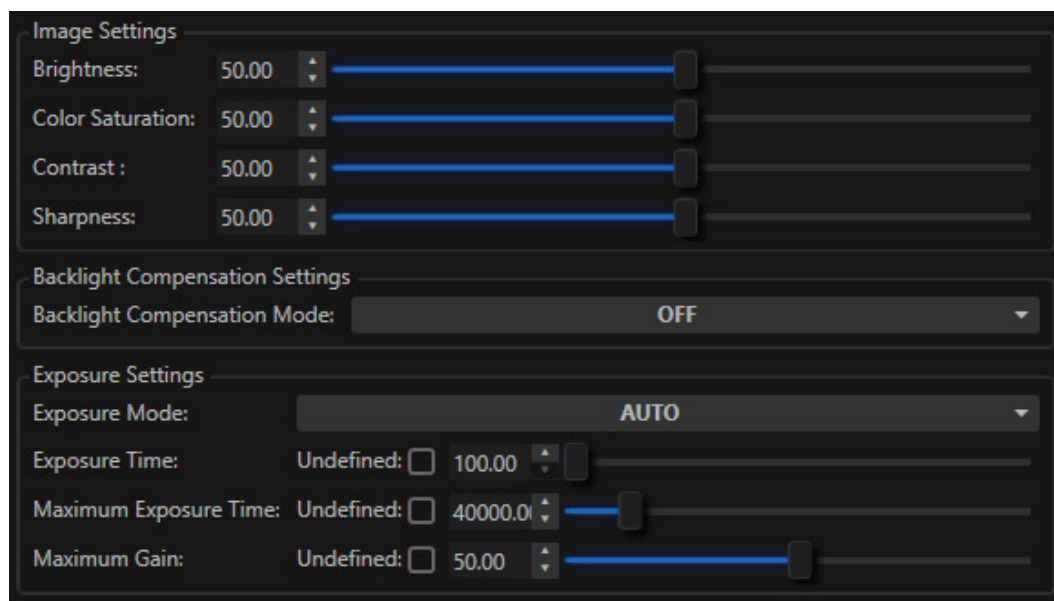 Image Settings
Brightness: 50.00
Color Saturation: 50.00
Contrast : 50.00
Sharpness: 50.00
Backlight Compensation Settings
Backlight Compensation Mode: OFF
Exposure Settings
Exposure Mode: AUTO
Exposure Time: Undefined: 100.00
Maximum Exposure Time: Undefined: 40000.0
Maximum Gain: Undefined: 50.00